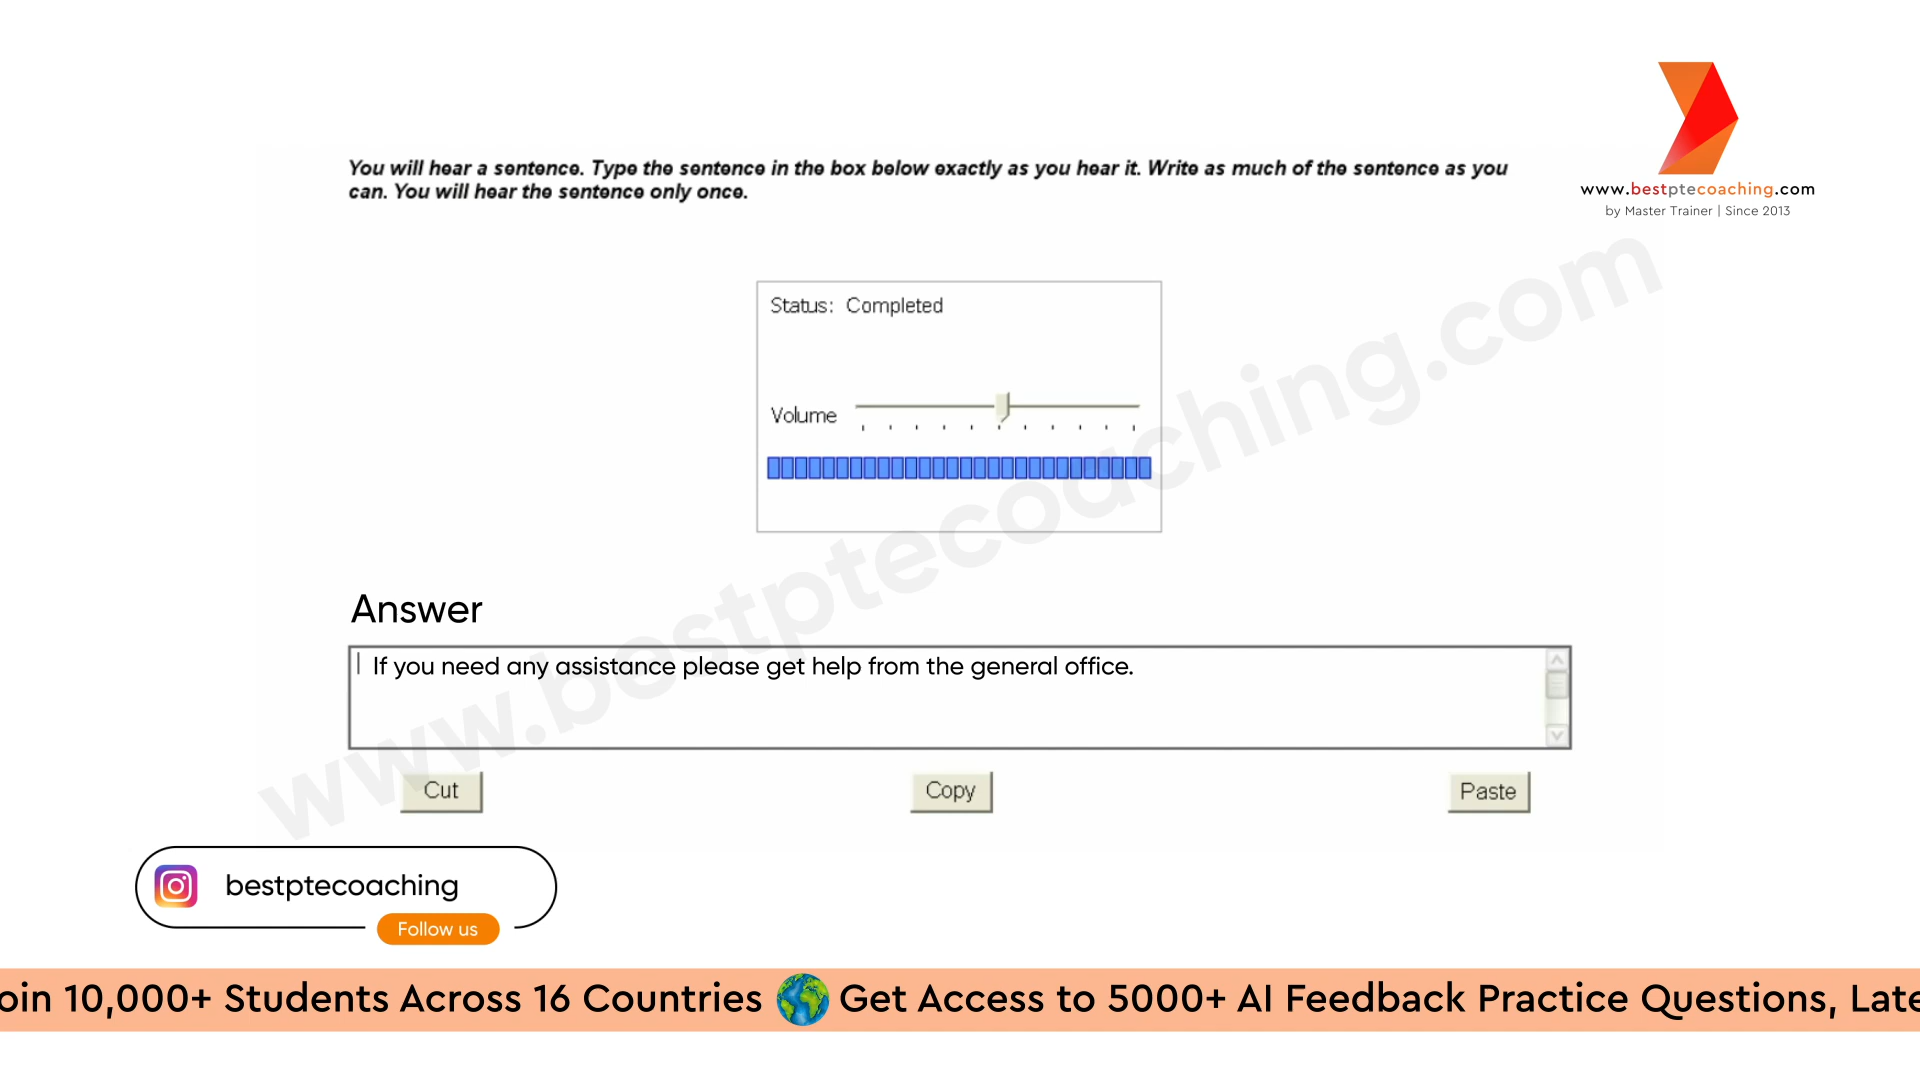 You will hear a sentence. Type the sentence in the box below exactly as you hear it. Write as much of the sentence as you
can. You will hear the sentence only once.
www.bestptecoaching.com
by Master Trainer | Since 2013
Status: Completed
Volume
www.bestptecoaching.com
Answer
If you need any assistance please get help from the general office.
Cut
Copy
Paste
bestptecoaching
Follow us
oin 10,000+ Students Across 16 Countries Get Access to 5000+ AI Feedback Practice Questions, Late